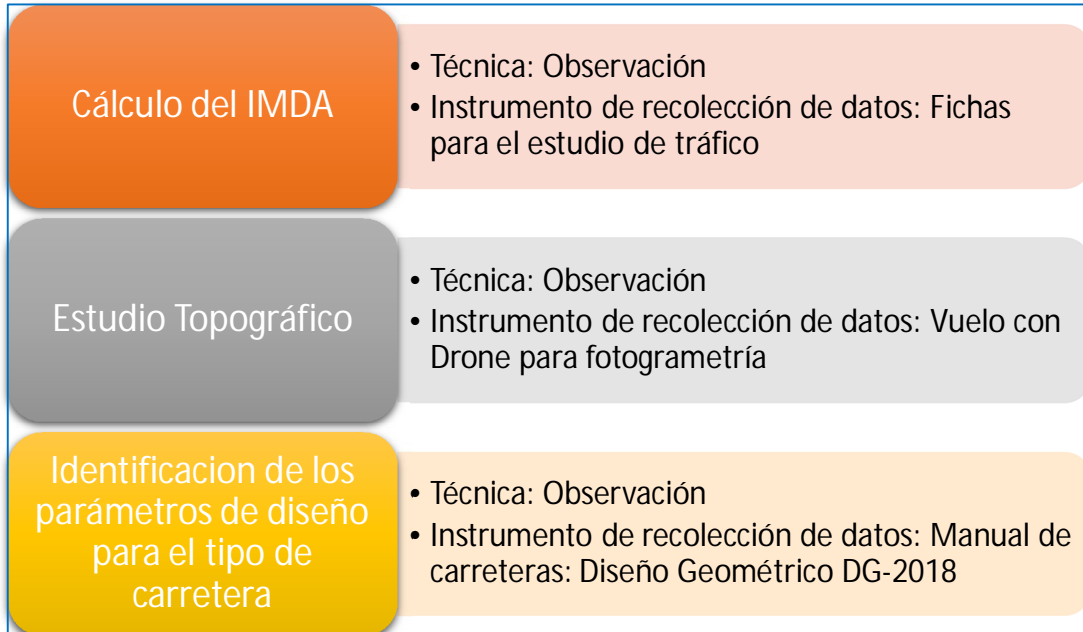 Cálculo del IMDA
• Técnica: Observación
• Instrumento de recolección de datos: Fichas
para el estudio de tráfico
Estudio Topográfico
• Técnica: Observación
• Instrumento de recolección de datos: Vuelo con
Drone para fotogrametría
Identificacion de los
parámetros de diseño
para el tipo de
carretera
• Técnica: Observación
• Instrumento de recolección de datos: Manual de
carreteras: Diseño Geométrico DG-2018